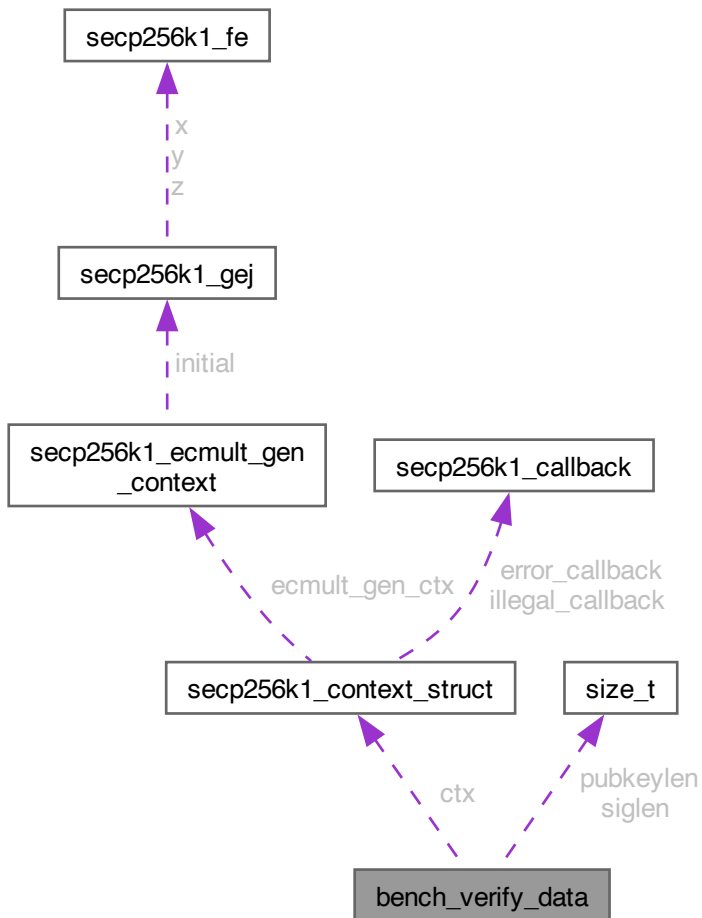 secp256k1_fe
x
y
z
secp256k1_gej
initial
secp256k1_ecmult_gen
_context
secp256k1_callback
ecmult_gen_ctx
error_callback
illegal_callback
secp256k1_context_struct
size_t
ctx
pubkeylen
siglen
bench_verify_data